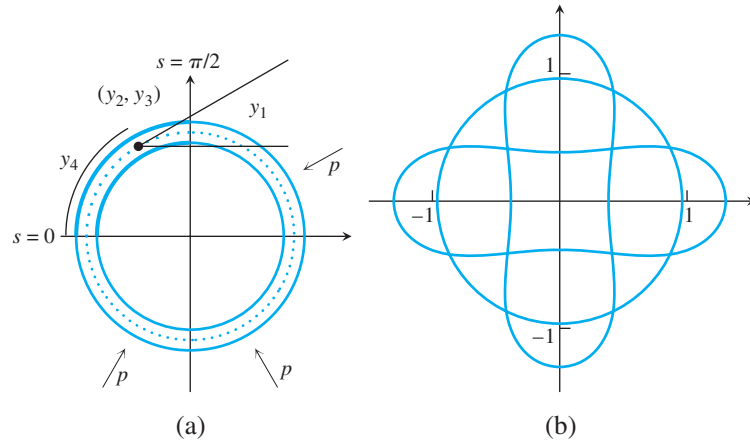 s = π/2
(y2, y3)
y1
y4
p
s = 0
p
p
(a)
1
−1
1
−1
(b)